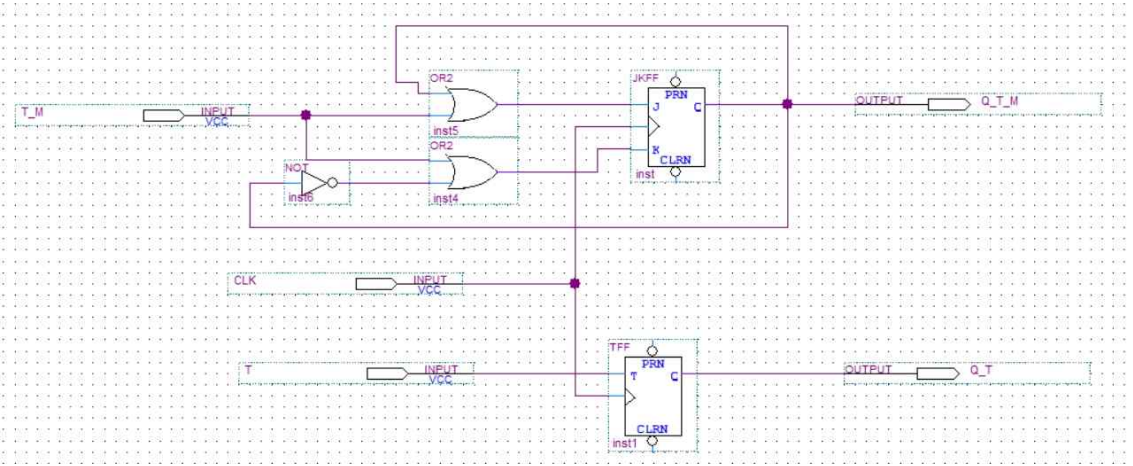 OR2
JKFF
PRN
J
Q
OUTPUT
Q_T_M
T_M
INPUT
VCC
inst5
OR2
K
CLRN
NOT
inst6
inst4
inst
CLK
INPUT
VCC
TFF
PRN
T
INPUT
VCC
T
Q
OUTPUT
Q_T
CLRN
inst1